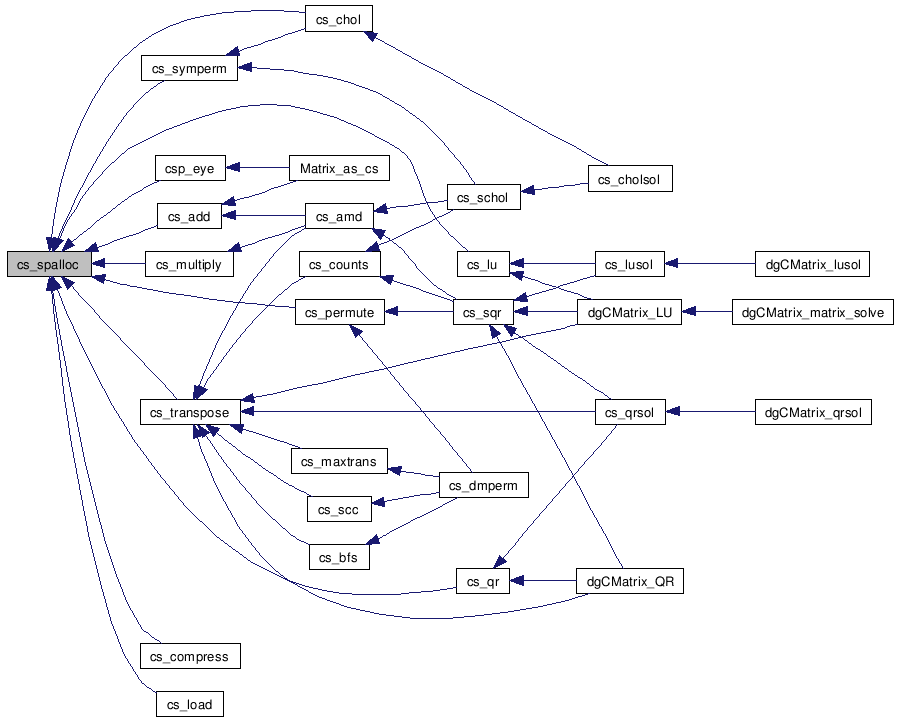 cs_chol
cs_symperm
csp_eye
Matrix_as_cs
cs_cholsol
cs_schol
cs_add
cs_amd
cs_spalloc
cs_multiply
cs_counts
cs_lu
cs_lusol
dgCMatrix_lusol
cs_permute
cs_sqr
dgCMatrix_LU
dgCMatrix_matrix_solve
cs_transpose
cs_qrsol
dgCMatrix_qrsol
cs_maxtrans
cs_dmperm
cs_scc
cs_bfs
cs_qr
dgCMatrix_QR
cs_compress
cs_load